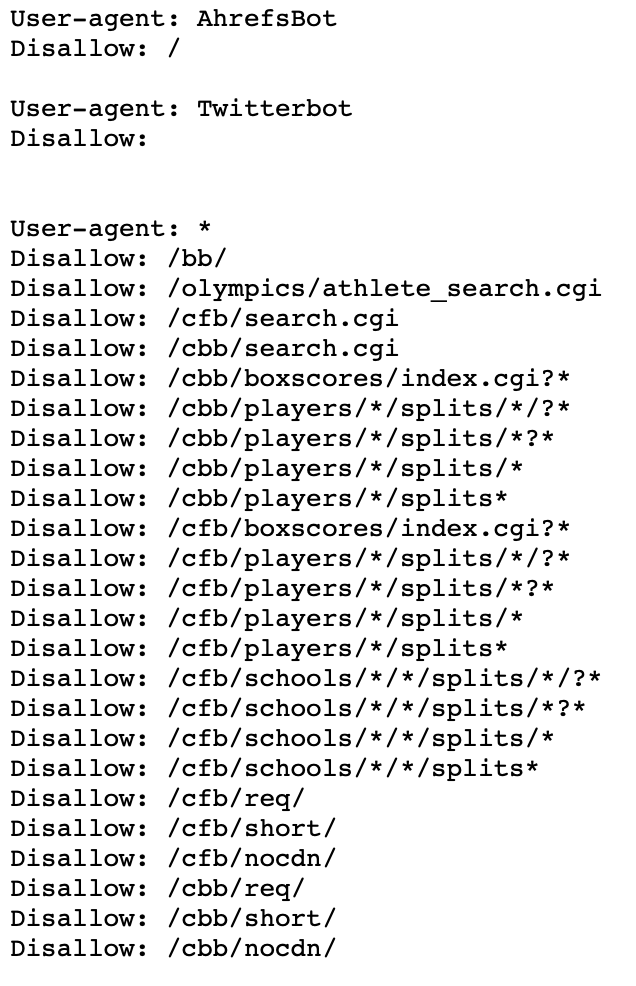 User-agent: AhrefsBot
Disallow: /
User-agent: Twitterbot
Disallow:
User-agent: *
Disallow: /bb/
Disallow: /olympics/athlete_search.cgi
Disallow: /cfb/search.cgi
Disallow: /cbb/search.cgi
Disallow: /cbb/boxscores/index.cgi?*
Disallow: /cbb/players/*/splits/*/?*
Disallow: /cbb/players/*/splits/*?*
Disallow: /cbb/players/*/splits/*
Disallow: /cbb/players/*/splits*
Disallow: /cfb/boxscores/index.cgi?*
Disallow: /cfb/players/*/splits/*/?*
Disallow: /cfb/players/*/splits/*?*
Disallow: /cfb/players/*/splits/*
Disallow: /cfb/players/*/splits*
Disallow: /cfb/schools/*/*/splits/*/?*
Disallow: /cfb/schools/*/*/splits/*?*
Disallow: /cfb/schools/*/*/splits/*
Disallow: /cfb/schools/*/*/splits*
Disallow: /cfb/req/
Disallow: /cfb/short/
Disallow: /cfb/nocdn/
Disallow: /cbb/req/
Disallow: /cbb/short/
Disallow: /cbb/nocdn/